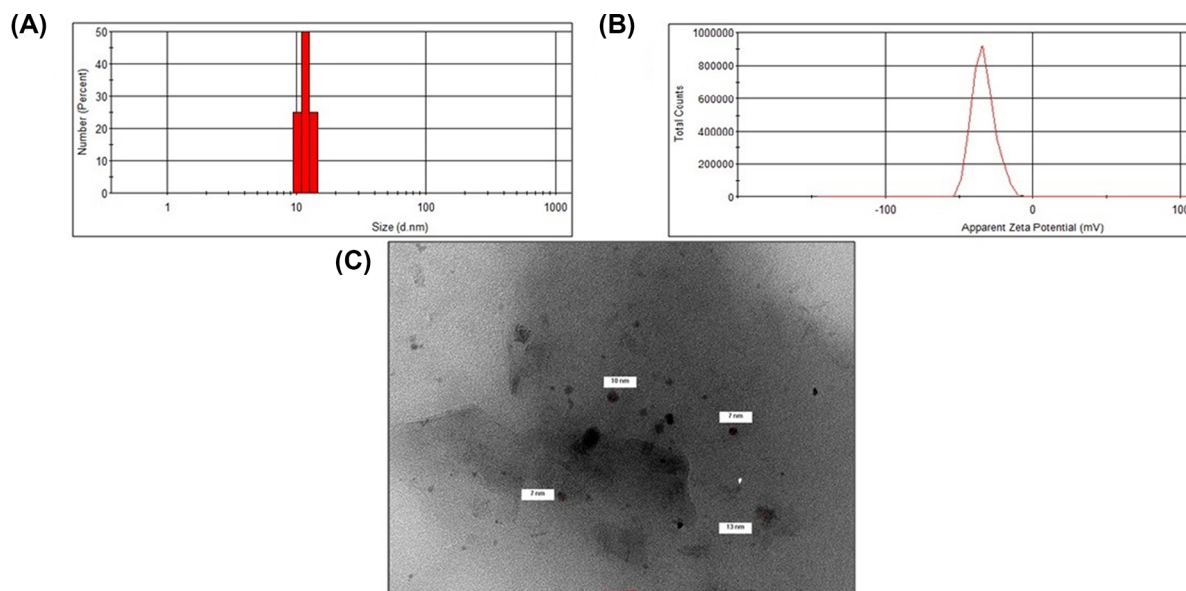 (A)
50
40
30
20
10
0
Number (Percent)
1 10 100 1000
Size (d.nm)
(B)
1000000
800000
600000
400000
200000
0
Total Counts
-100 0 100
Apparent Zeta Potential (mV)
(C)
10 nm
7 nm
7 nm
13 nm